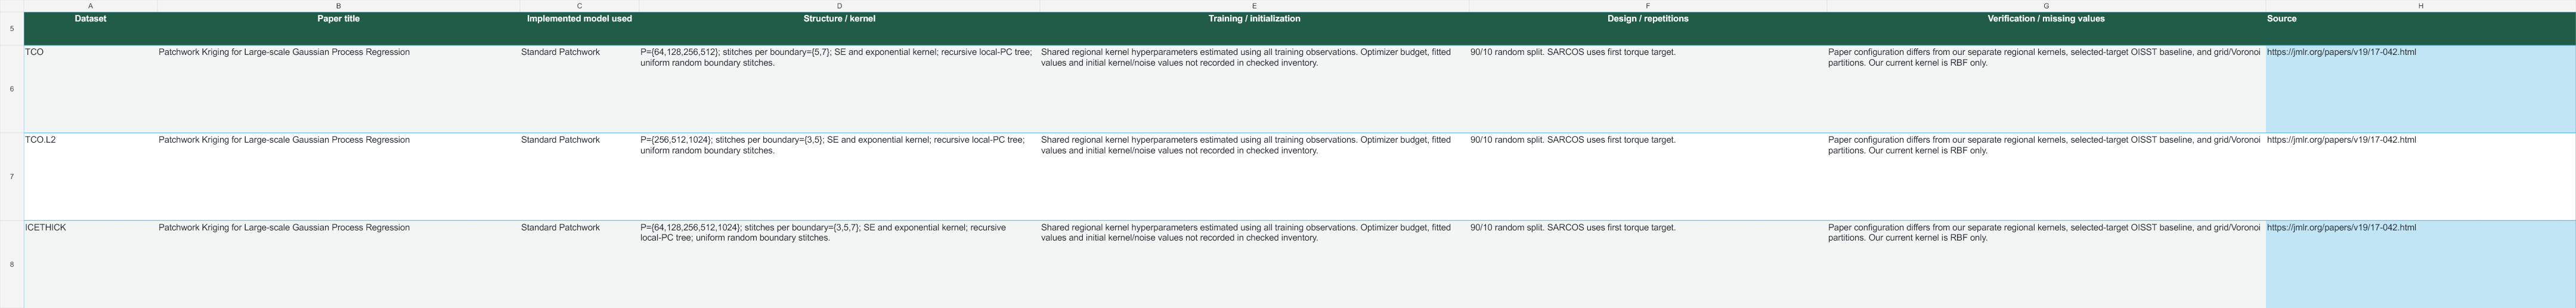 A B C D E F G H
5 Dataset Paper title Implemented model used Structure / kernel Training / initialization Design / repetitions Verification / missing values Source
6
TCO
Patchwork Kriging for Large-scale Gaussian Process Regression
Standard Patchwork
P={64,128,256,512}; stitches per boundary={5,7}; SE and exponential kernel; recursive local-PC tree;
uniform random boundary stitches.
Shared regional kernel hyperparameters estimated using all training observations. Optimizer budget, fitted
values and initial kernel/noise values not recorded in checked inventory.
90/10 random split. SARCOS uses first torque target.
Paper configuration differs from our separate regional kernels, selected-target OISST baseline, and grid/Voronoi
partitions. Our current kernel is RBF only.
https://jmlr.org/papers/v19/17-042.html
7
TCO.L2
Patchwork Kriging for Large-scale Gaussian Process Regression
Standard Patchwork
P={256,512,1024}; stitches per boundary={3,5}; SE and exponential kernel; recursive local-PC tree;
uniform random boundary stitches.
Shared regional kernel hyperparameters estimated using all training observations. Optimizer budget, fitted
values and initial kernel/noise values not recorded in checked inventory.
90/10 random split. SARCOS uses first torque target.
Paper configuration differs from our separate regional kernels, selected-target OISST baseline, and grid/Voronoi
partitions. Our current kernel is RBF only.
https://jmlr.org/papers/v19/17-042.html
8
ICETHICK
Patchwork Kriging for Large-scale Gaussian Process Regression
Standard Patchwork
P={64,128,256,512,1024}; stitches per boundary={3,5,7}; SE and exponential kernel; recursive
local-PC tree; uniform random boundary stitches.
Shared regional kernel hyperparameters estimated using all training observations. Optimizer budget, fitted
values and initial kernel/noise values not recorded in checked inventory.
90/10 random split. SARCOS uses first torque target.
Paper configuration differs from our separate regional kernels, selected-target OISST baseline, and grid/Voronoi
partitions. Our current kernel is RBF only.
https://jmlr.org/papers/v19/17-042.html